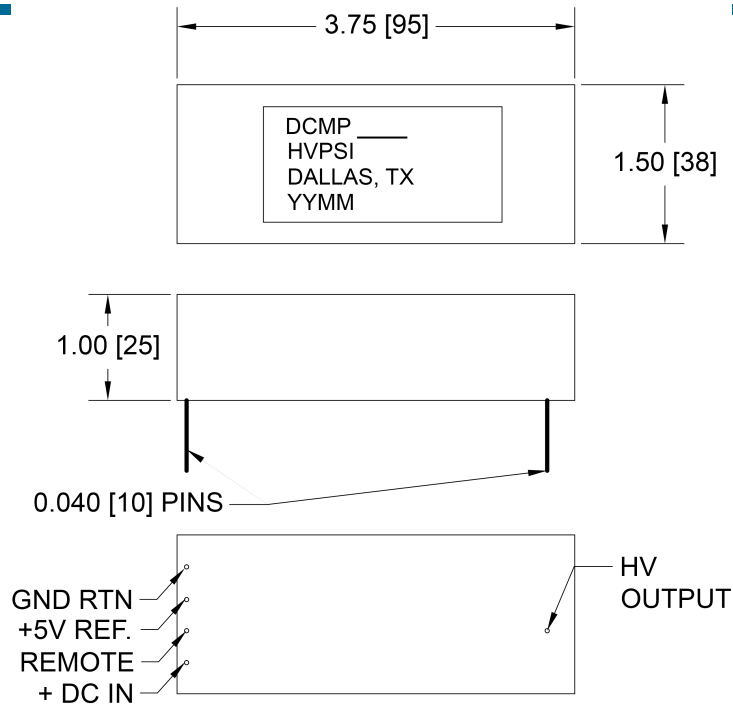 3.75 [95]
DCMP ____
HVPSI
DALLAS, TX
YYMM
1.50 [38]
1.00 [25]
0.040 [10] PINS
GND RTN
+5V REF.
REMOTE
+ DC IN
HV
OUTPUT